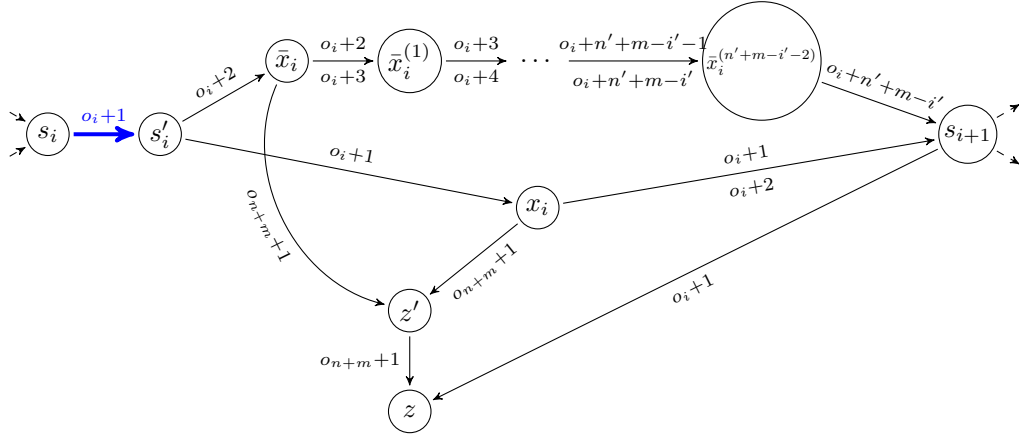 o_i+2
o_i+3
o_i+n'+m−i'−1
x̄_i
x̄_i^{(1)}
⋯
x̄_i^{(n'+m−i'−2)}
o_i+3
o_i+4
o_i+n'+m−i'
o_i+2
o_i+n'+m−i'
o_i+1
s_i
s'_i
s_{i+1}
o_i+1
o_i+1
o_i+2
x_i
o_{n+m}+1
o_{n+m}+1
o_i+1
z'
o_{n+m}+1
z